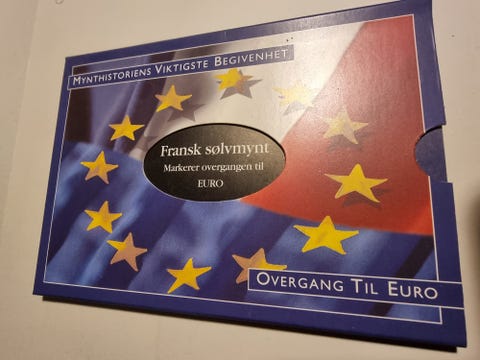 Mynthistoriens Viktigste Begivenhet
Fransk sølvmynt
Markerer overgangen til
EURO
Overgang Til Euro